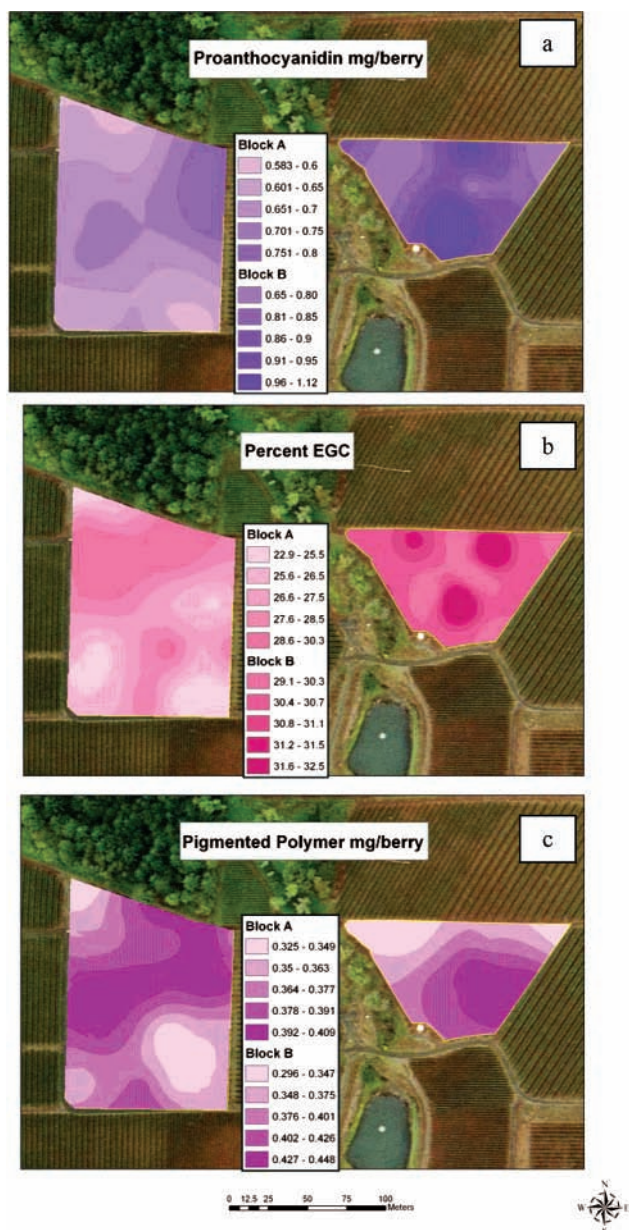 a
Proanthocyanidin mg/berry
Block A
0.583 - 0.6
0.601 - 0.65
0.651 - 0.7
0.701 - 0.75
0.751 - 0.8
Block B
0.65 - 0.80
0.81 - 0.85
0.86 - 0.9
0.91 - 0.95
0.96 - 1.12
b
Percent EGC
Block A
22.9 - 25.5
25.6 - 26.5
26.6 - 27.5
27.6 - 28.5
28.6 - 30.3
Block B
29.1 - 30.3
30.4 - 30.7
30.8 - 31.1
31.2 - 31.5
31.6 - 32.5
c
Pigmented Polymer mg/berry
Block A
0.325 - 0.349
0.35 - 0.363
0.364 - 0.377
0.378 - 0.391
0.392 - 0.409
Block B
0.296 - 0.347
0.348 - 0.375
0.376 - 0.401
0.402 - 0.426
0.427 - 0.448
0 12.5 25 50 75 100
Meters
N
W E
S